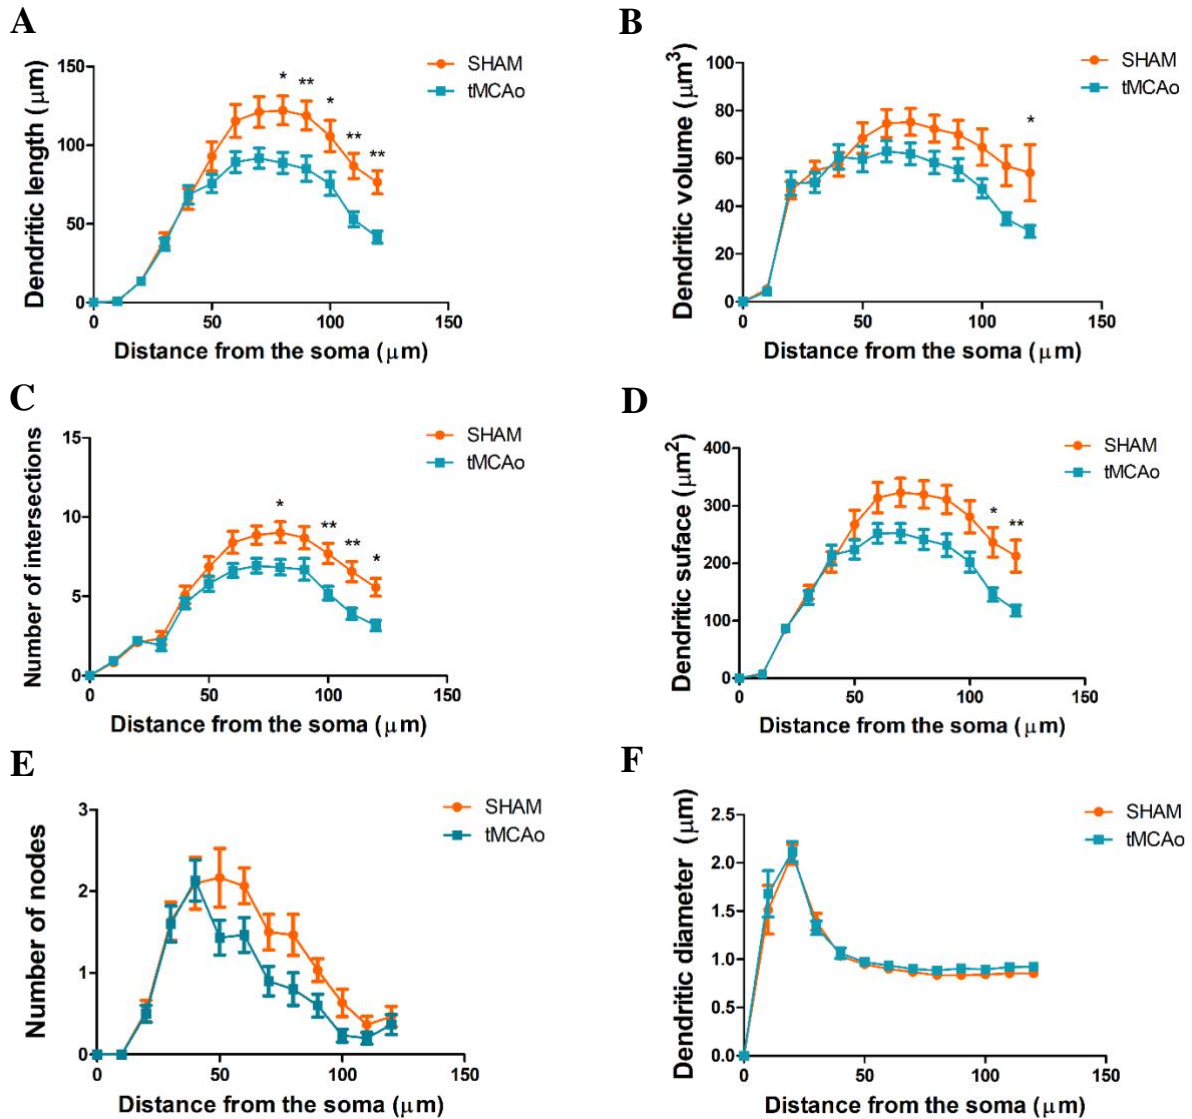 A
SHAM
tMCAo
Dendritic length (μm)
150
100
50
0
* ** * ** **
0 50 100 150
Distance from the soma (μm)
B
SHAM
tMCAo
Dendritic volume (μm³)
100
80
60
40
20
0
*
0 50 100 150
Distance from the soma (μm)
C
SHAM
tMCAo
Number of intersections
15
10
5
0
* ** ** *
0 50 100 150
Distance from the soma (μm)
D
SHAM
tMCAo
Dendritic suface (μm²)
400
300
200
100
0
* **
0 50 100 150
Distance from the soma (μm)
E
SHAM
tMCAo
Number of nodes
3
2
1
0
0 50 100 150
Distance from the soma (μm)
F
SHAM
tMCAo
Dendritic diameter (μm)
2.5
2.0
1.5
1.0
0.5
0.0
0 50 100 150
Distance from the soma (μm)